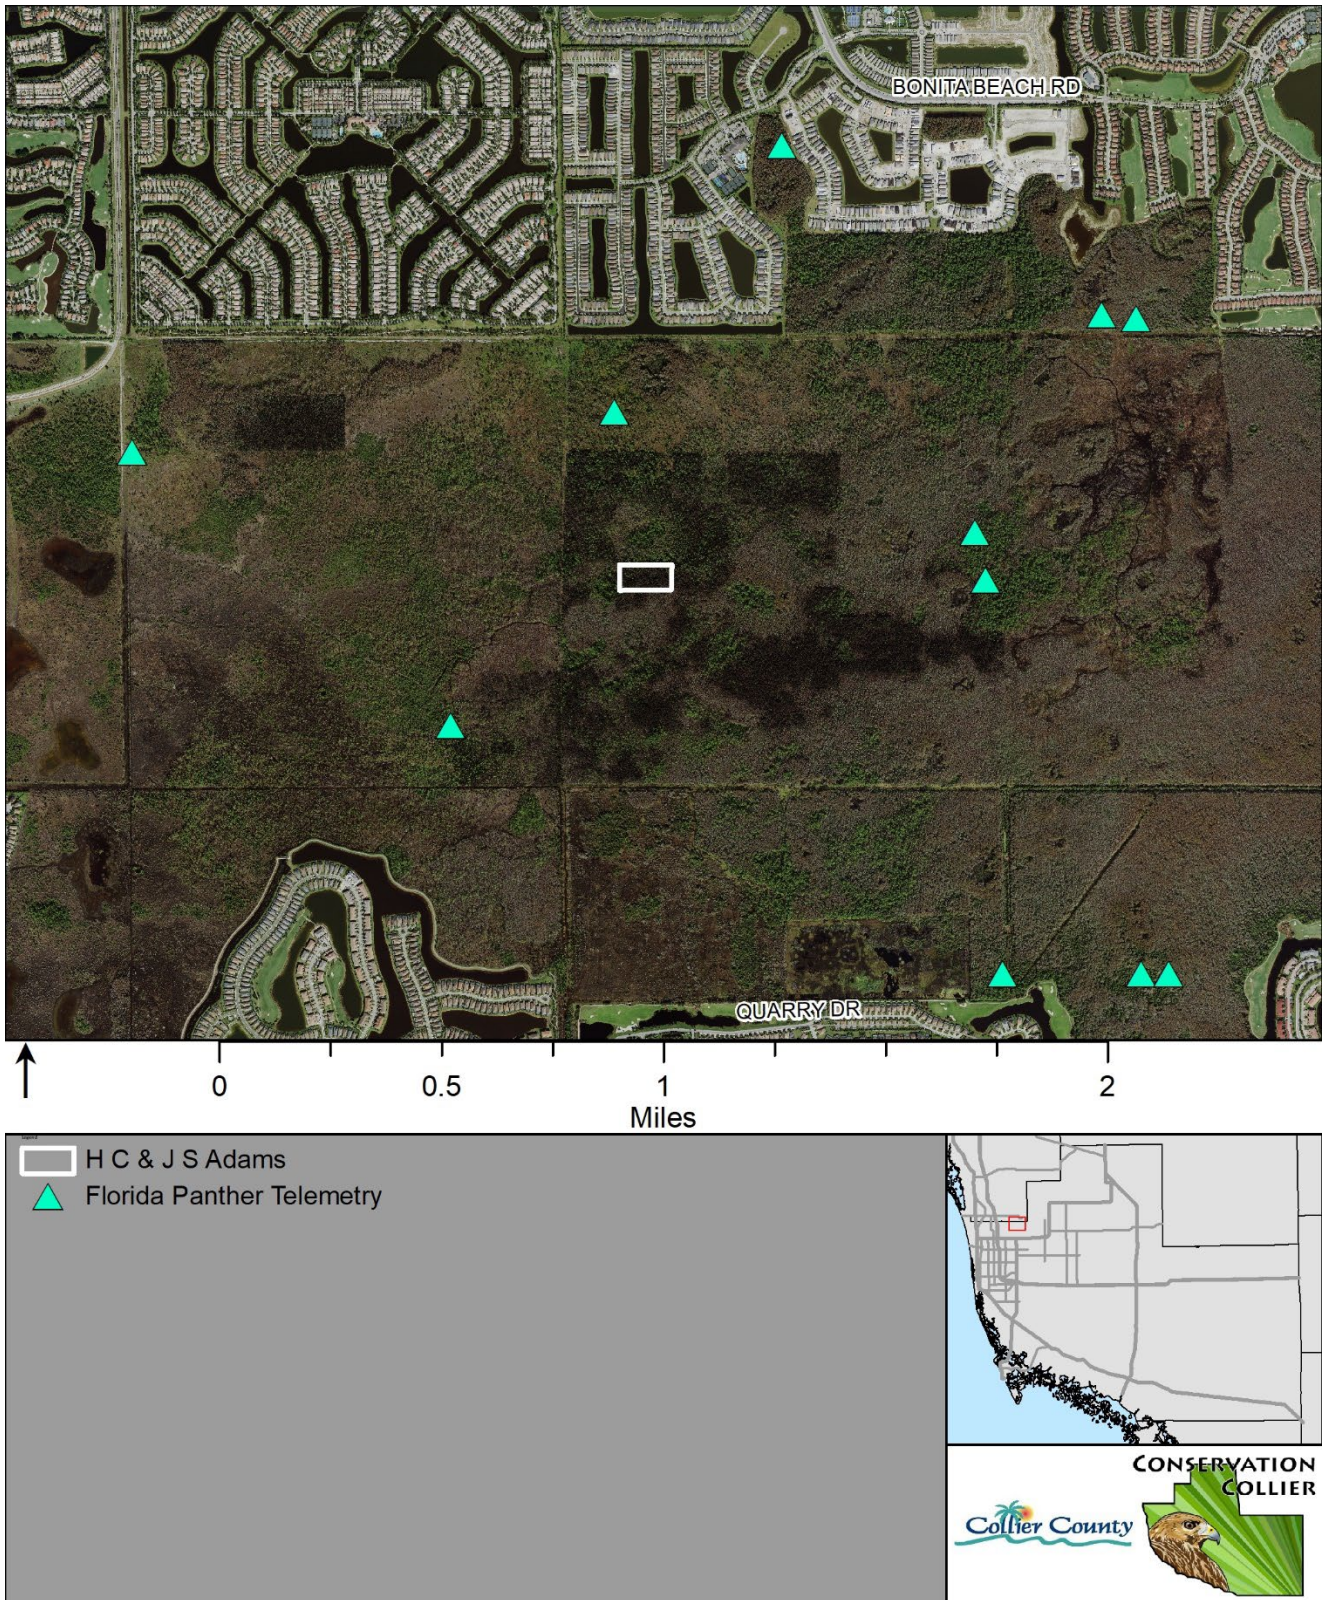 BONITA BEACH RD
QUARRY DR
0 0.5 1 2
Miles
H C & J S Adams
Florida Panther Telemetry
CONSERVATION
COLLIER
Collier County